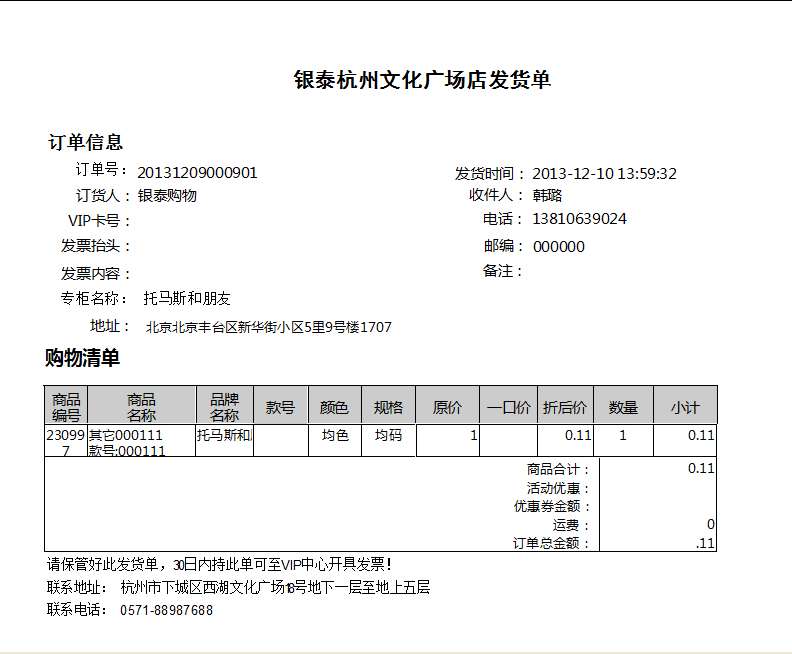 银泰杭州文化广场店发货单
订单信息
订单号： 20131209000901 发货时间： 2013-12-10 13:59:32
订货人： 银泰购物 收件人： 韩璐
VIP卡号： 电话： 13810639024
发票抬头： 邮编： 000000
发票内容： 备注：
专柜名称： 托马斯和朋友
地址： 北京北京丰台区新华街小区5里9号楼1707
购物清单
商品编号 商品名称 品牌名称 款号 颜色 规格 原价 一口价 折后价 数量 小计
230997 其它000111 托马斯和 均色 均码 1 0.11 1 0.11
款号:000111
商品合计： 0.11
活动优惠：
优惠券金额：
运费： 0
订单总金额： .11
请保管好此发货单，30日内持此单可至VIP中心开具发票！
联系地址： 杭州市下城区西湖文化广场18号地下一层至地上五层
联系电话： 0571-88987688